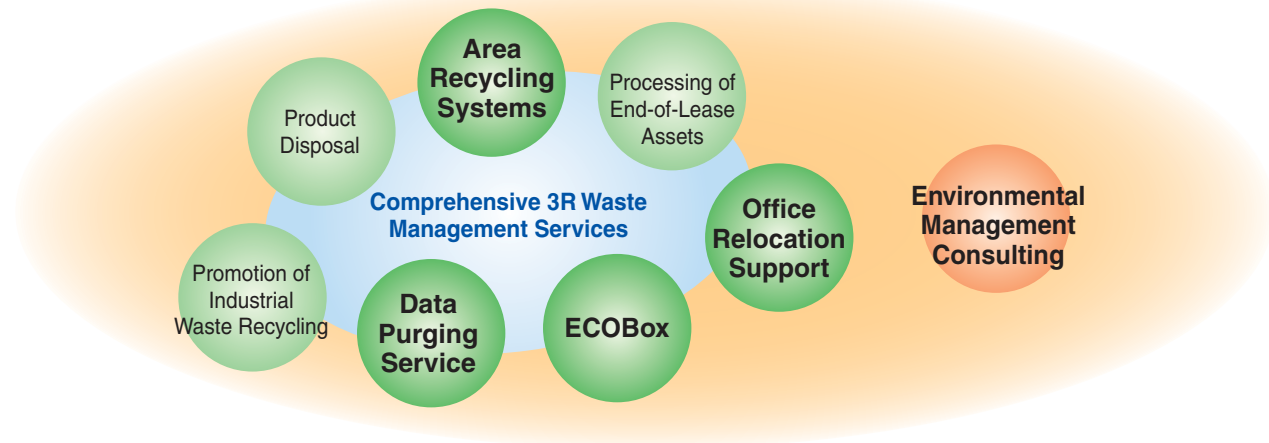 Area
Recycling
Systems
Processing of
End-of-Lease
Assets
Product
Disposal
Comprehensive 3R Waste
Management Services
Office
Relocation
Support
Environmental
Management
Consulting
Promotion of
Industrial
Waste Recycling
Data
Purging
Service
ECOBox